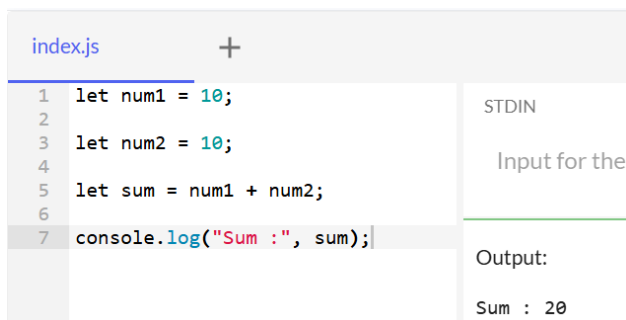 index.js +
1 let num1 = 10;
2
3 let num2 = 10;
4
5 let sum = num1 + num2;
6
7 console.log("Sum :", sum);
STDIN
Input for the
Output:
Sum : 20